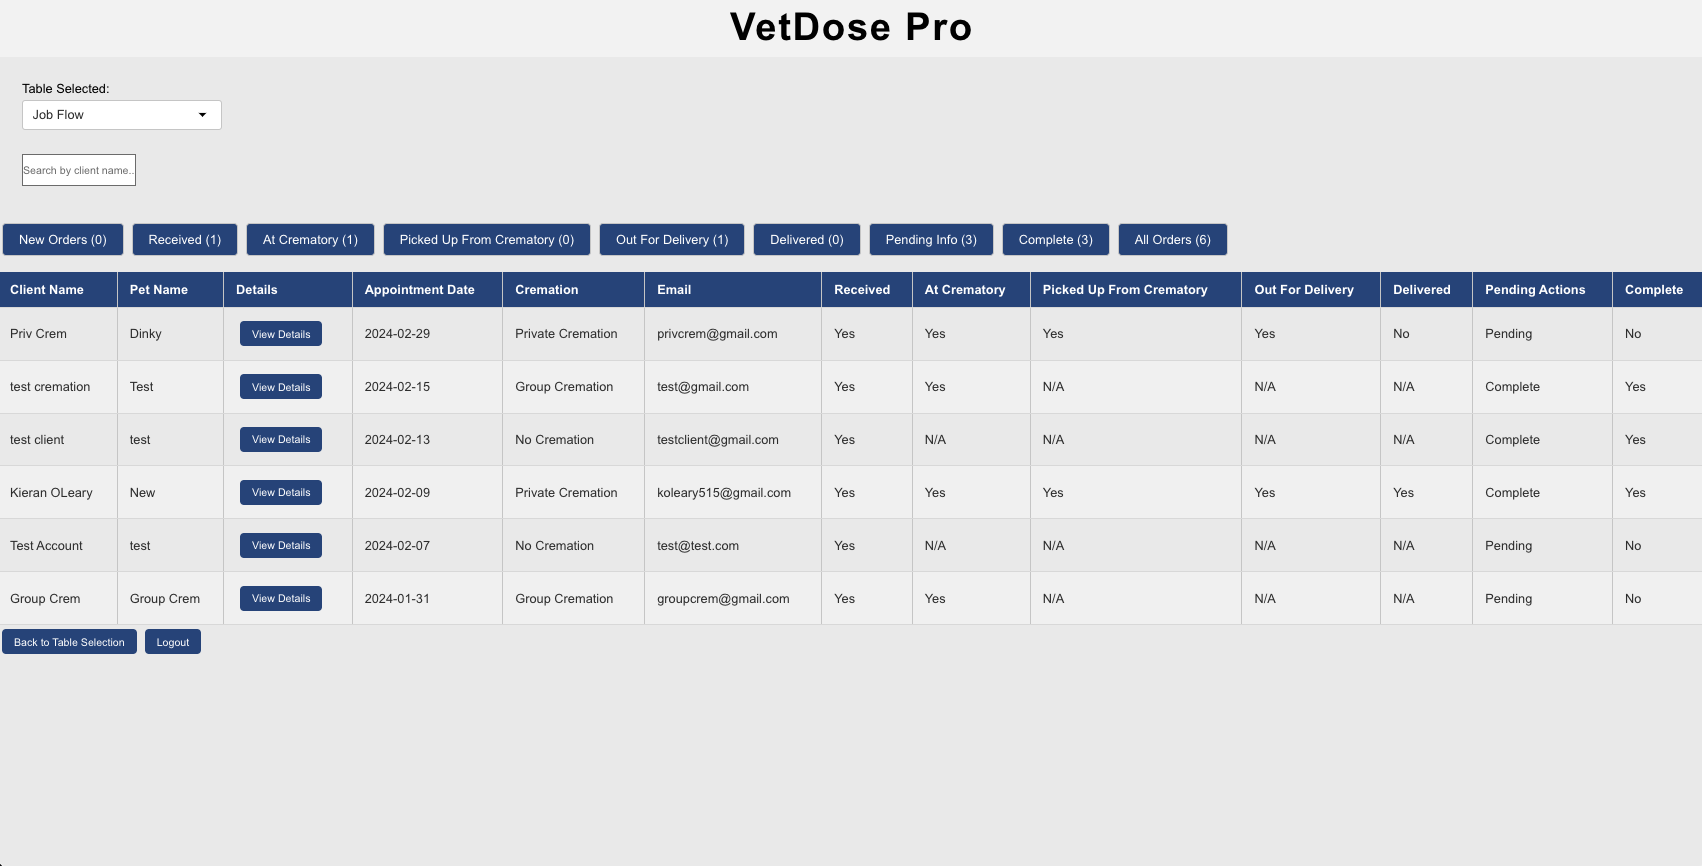 VetDose Pro
Table Selected:
Job Flow
Search by client name..
New Orders (0) Received (1) At Crematory (1) Picked Up From Crematory (0) Out For Delivery (1) Delivered (0) Pending Info (3) Complete (3) All Orders (6)
Client Name Pet Name Details Appointment Date Cremation Email Received At Crematory Picked Up From Crematory Out For Delivery Delivered Pending Actions Complete
Priv Crem Dinky View Details 2024-02-29 Private Cremation privcrem@gmail.com Yes Yes Yes Yes No Pending No
test cremation Test View Details 2024-02-15 Group Cremation test@gmail.com Yes Yes N/A N/A N/A Complete Yes
test client test View Details 2024-02-13 No Cremation testclient@gmail.com Yes N/A N/A N/A N/A Complete Yes
Kieran OLeary New View Details 2024-02-09 Private Cremation koleary515@gmail.com Yes Yes Yes Yes Yes Complete Yes
Test Account test View Details 2024-02-07 No Cremation test@test.com Yes N/A N/A N/A N/A Pending No
Group Crem Group Crem View Details 2024-01-31 Group Cremation groupcrem@gmail.com Yes Yes N/A N/A N/A Pending No
Back to Table Selection Logout